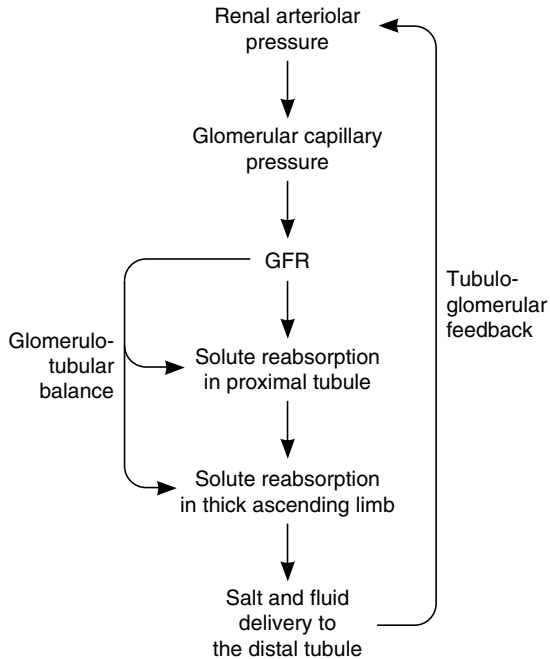 Renal arteriolar
pressure
Glomerular capillary
pressure
GFR
Glomerulo-
tubular
balance
Solute reabsorption
in proximal tubule
Tubulo-
glomerular
feedback
Solute reabsorption
in thick ascending limb
Salt and fluid
delivery to
the distal tubule